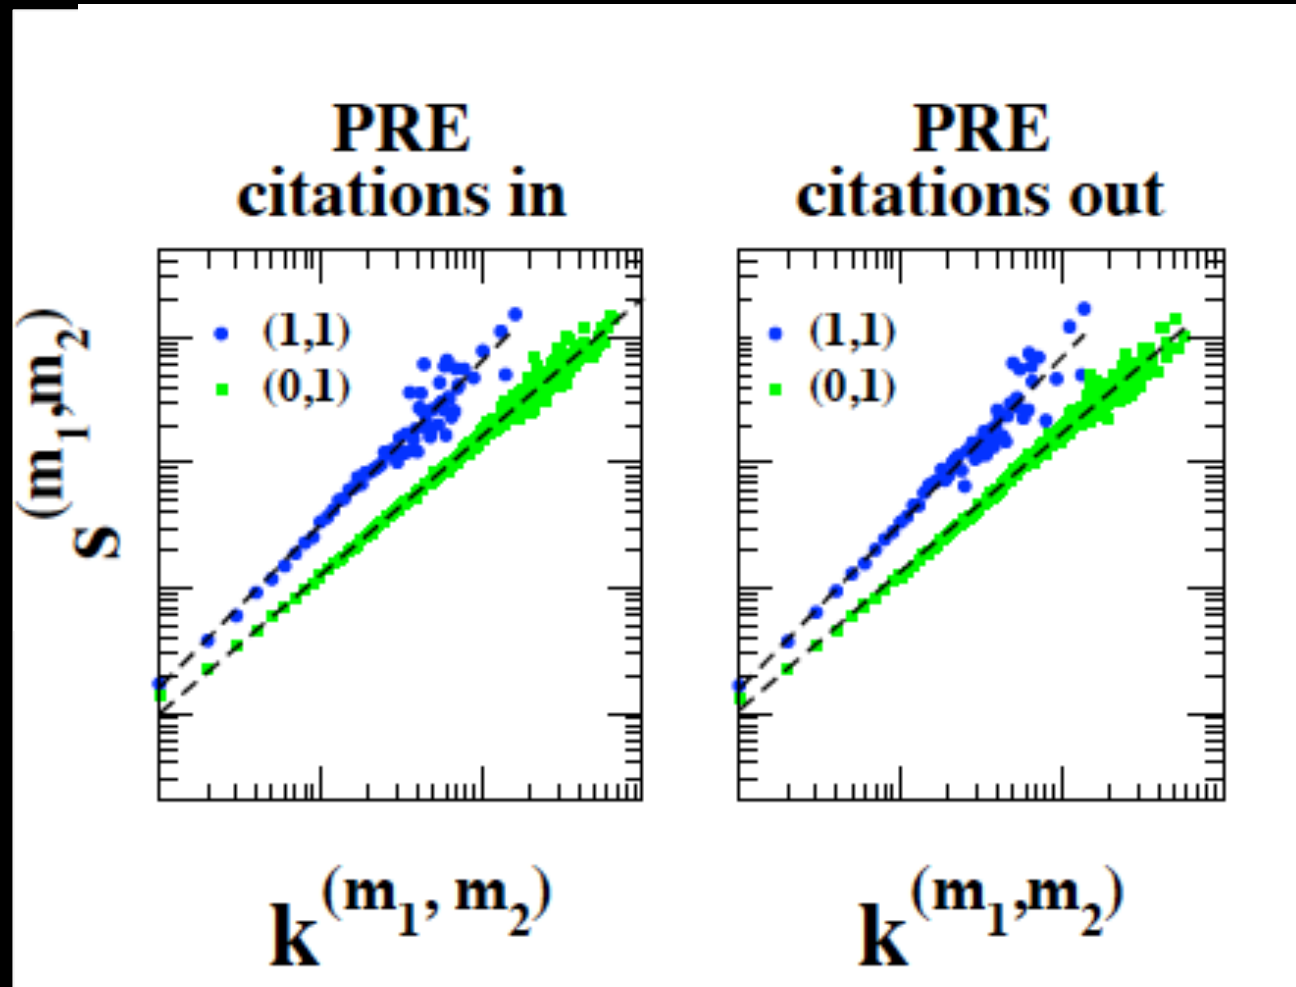 PRE
citations in
PRE
citations out
(1,1)
(0,1)
(1,1)
(0,1)
s(m1,m2)
k(m1, m2)
k(m1,m2)